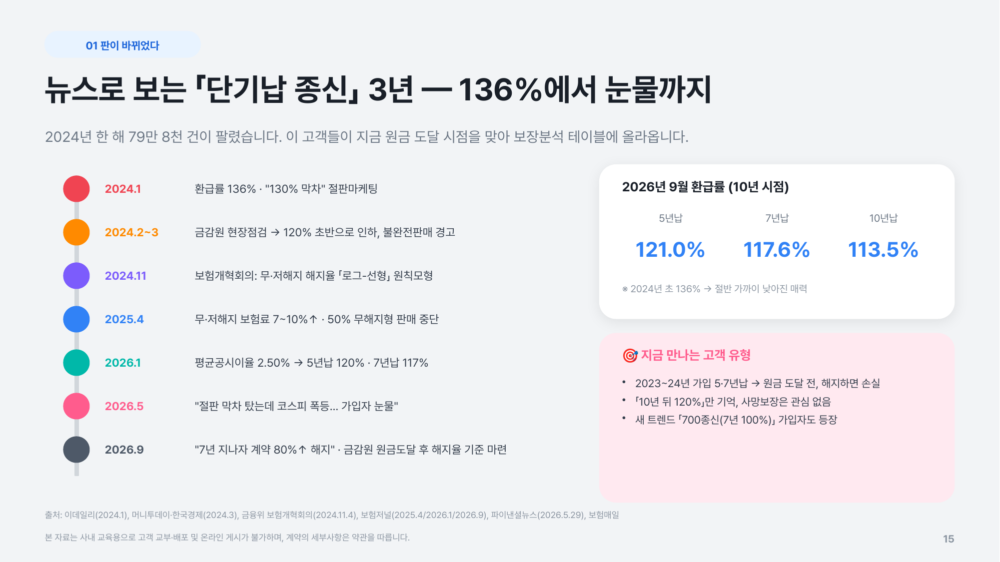 01 판이 바뀌었다
뉴스로 보는 「단기납 종신」 3년 — 136%에서 눈물까지
2024년 한 해 79만 8천 건이 팔렸습니다. 이 고객들이 지금 원금 도달 시점을 맞아 보장분석 테이블에 올라옵니다.
2024.1 환급률 136% · "130% 막차" 절판마케팅
2024.2~3 금감원 현장점검 → 120% 초반으로 인하, 불완전판매 경고
2024.11 보험개혁회의: 무·저해지 해지율 「로그-선형」 원칙모형
2025.4 무·저해지 보험료 7~10%↑ · 50% 무해지형 판매 중단
2026.1 평균공시이율 2.50% → 5년납 120% · 7년납 117%
2026.5 "절판 막차 탔는데 코스피 폭등… 가입자 눈물"
2026.9 "7년 지나자 계약 80%↑ 해지" · 금감원 원금도달 후 해지율 기준 마련
2026년 9월 환급률 (10년 시점)
5년납 7년납 10년납
121.0% 117.6% 113.5%
※ 2024년 초 136% → 절반 가까이 낮아진 매력
🎯 지금 만나는 고객 유형
• 2023~24년 가입 5·7년납 → 원금 도달 전, 해지하면 손실
• 「10년 뒤 120%」만 기억, 사망보장은 관심 없음
• 새 트렌드 「700종신(7년 100%)」 가입자도 등장
출처: 이데일리(2024.1), 머니투데이·한국경제(2024.3), 금융위 보험개혁회의(2024.11.4), 보험저널(2025.4/2026.1/2026.9), 파이낸셜뉴스(2026.5.29), 보험매일
본 자료는 사내 교육용으로 고객 교부·배포 및 온라인 게시가 불가하며, 계약의 세부사항은 약관을 따릅니다.
15